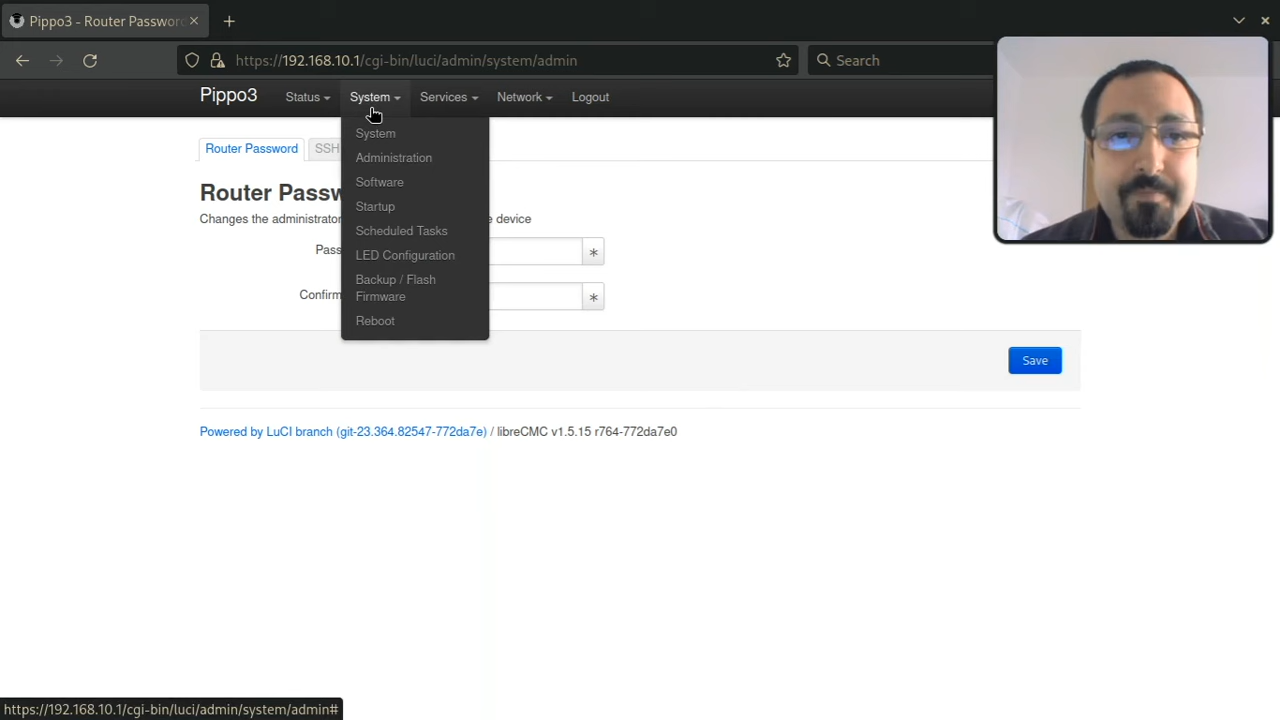 Pippo3 - Router Password
https://192.168.10.1/cgi-bin/luci/admin/system/admin
Search
Pippo3
Status
System
Services
Network
Logout
System
Administration
Software
Startup
Scheduled Tasks
LED Configuration
Backup / Flash
Firmware
Reboot
Router Password
SSH
Router Passw
Changes the administrator
e device
Pass
Confirm
Save
Powered by LuCI branch (git-23.364.82547-772da7e) / libreCMC v1.5.15 r764-772da7e0
https://192.168.10.1/cgi-bin/luci/admin/system/admin#